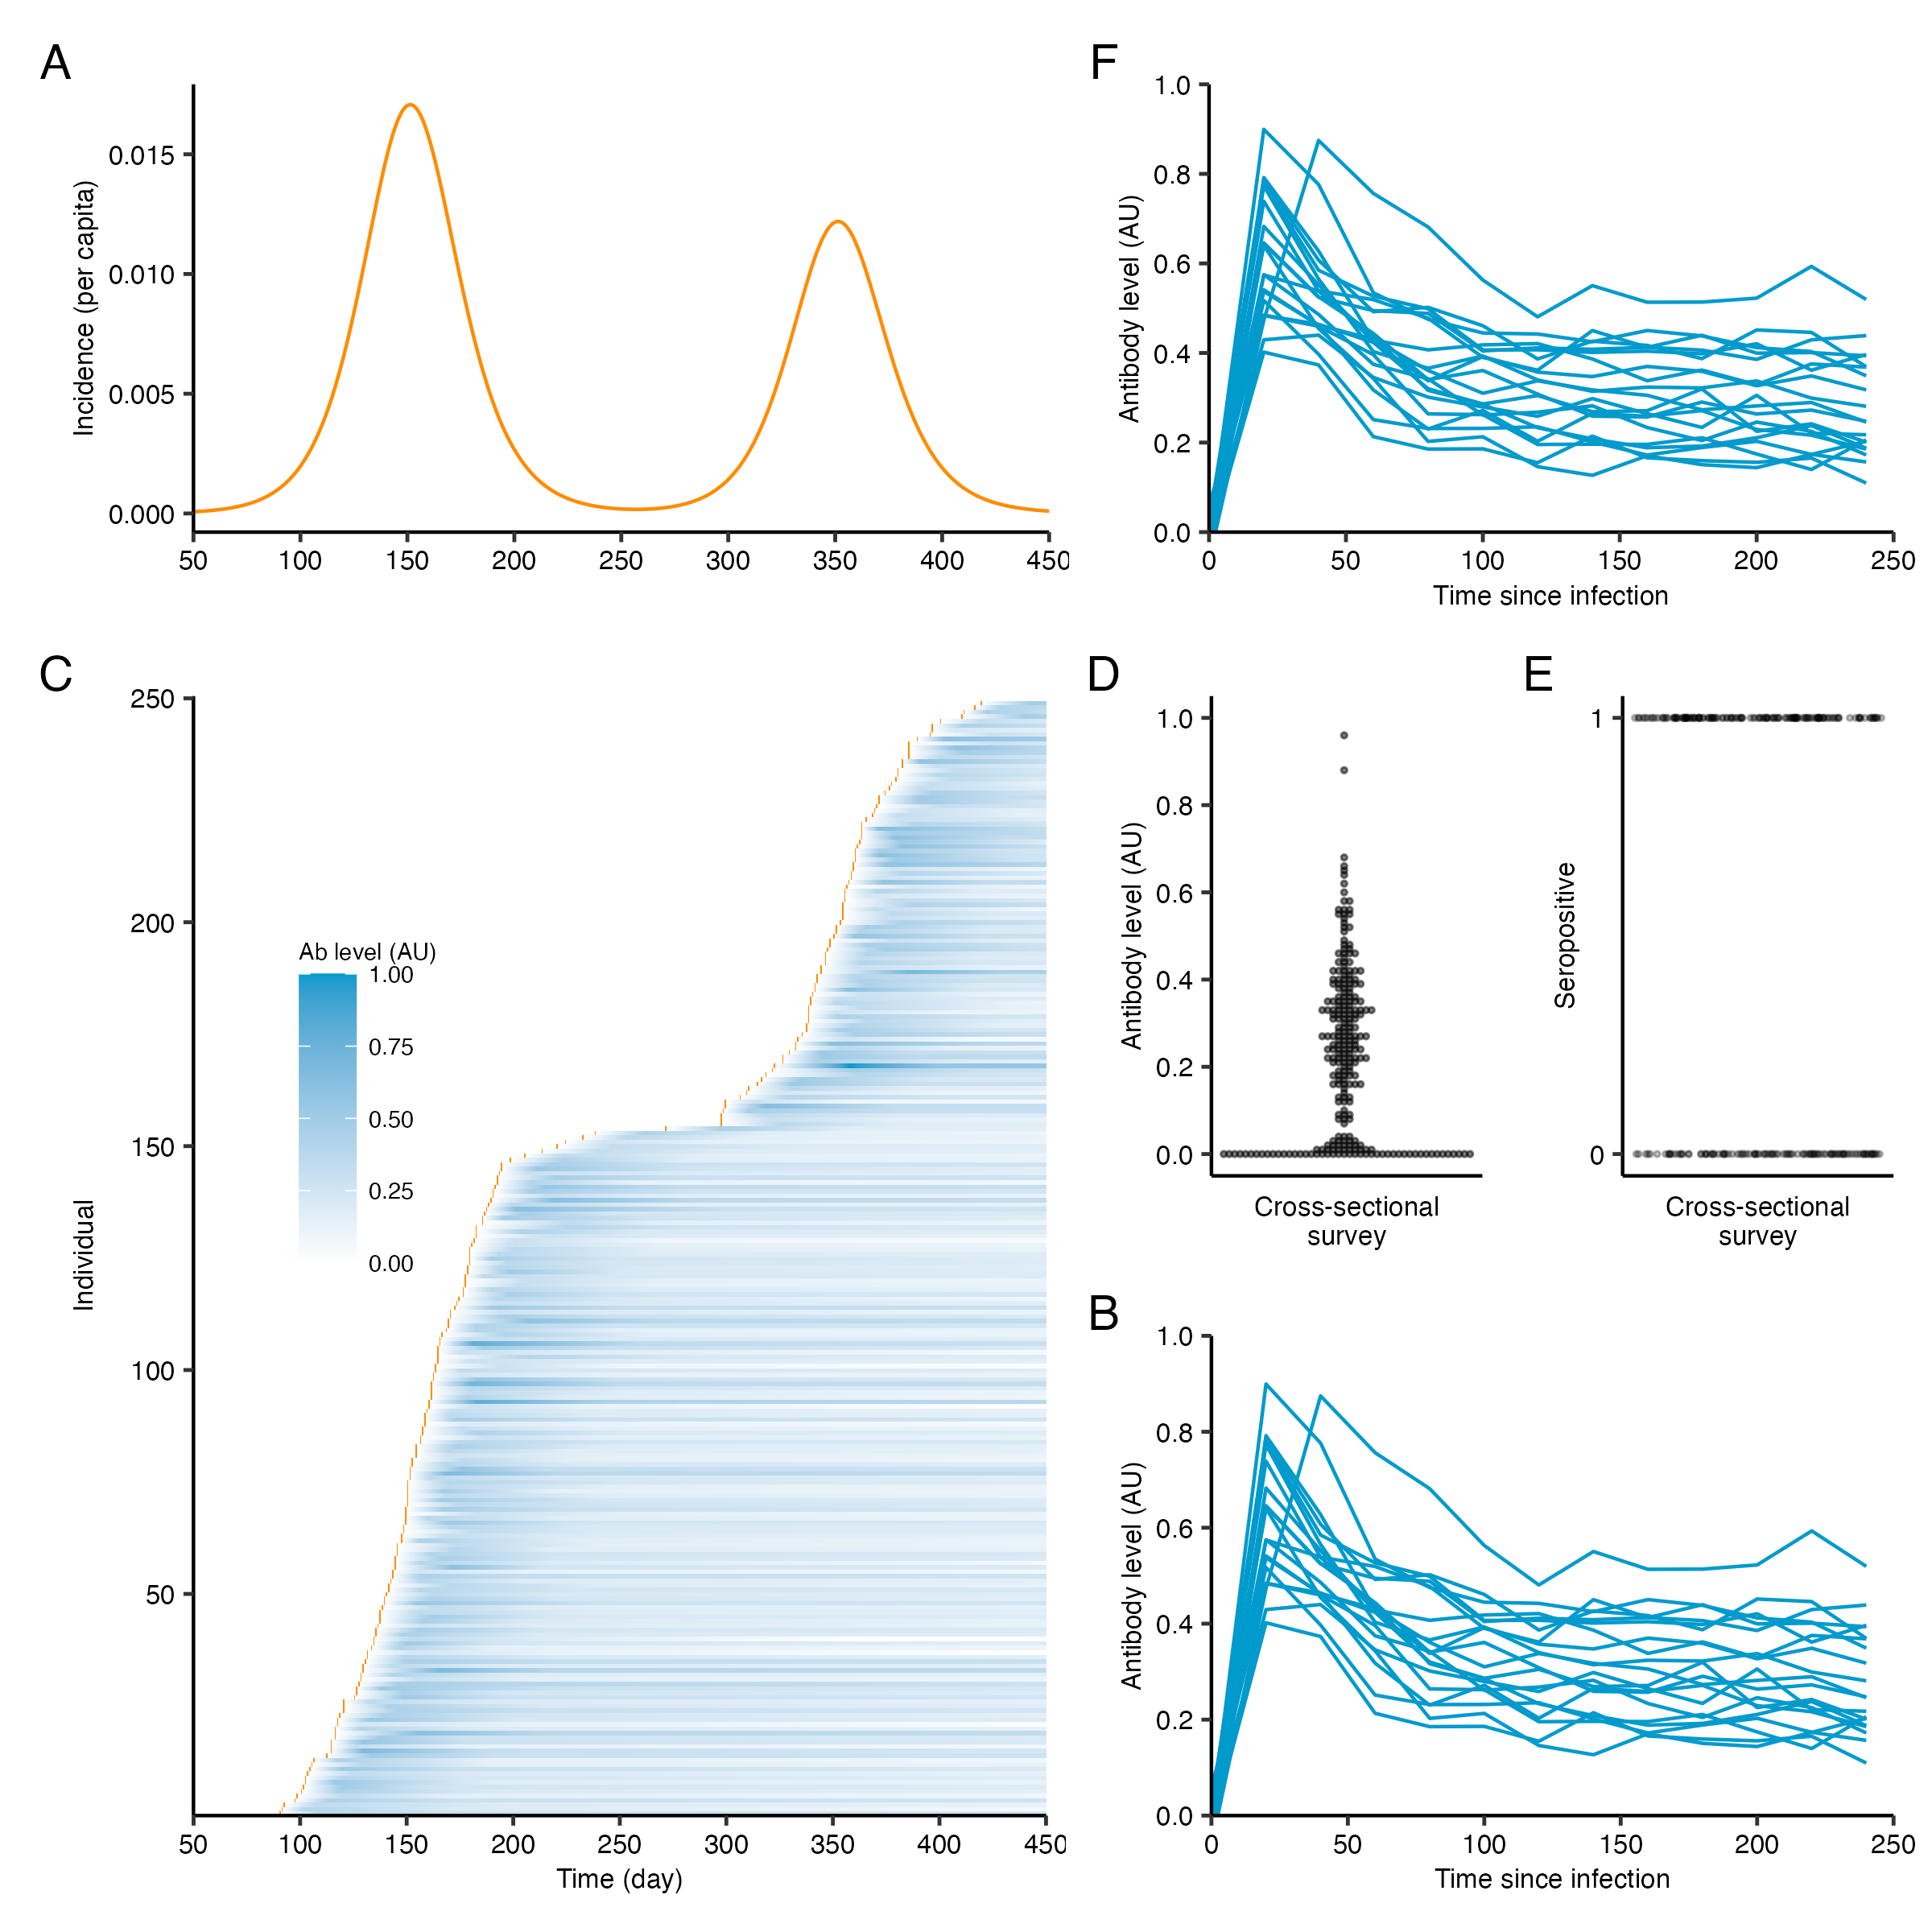 A
Incidence (per capita)
0.015
0.010
0.005
0.000
50 100 150 200 250 300 350 400 450
F
Antibody level (AU)
1.0
0.8
0.6
0.4
0.2
0.0
0 50 100 150 200 250
Time since infection
C
Individual
250
200
150
100
50
Ab level (AU)
1.00
0.75
0.50
0.25
0.00
50 100 150 200 250 300 350 400 450
Time (day)
D
Antibody level (AU)
1.0
0.8
0.6
0.4
0.2
0.0
Cross-sectional
survey
E
Seropositive
1
0
Cross-sectional
survey
B
Antibody level (AU)
1.0
0.8
0.6
0.4
0.2
0.0
0 50 100 150 200 250
Time since infection